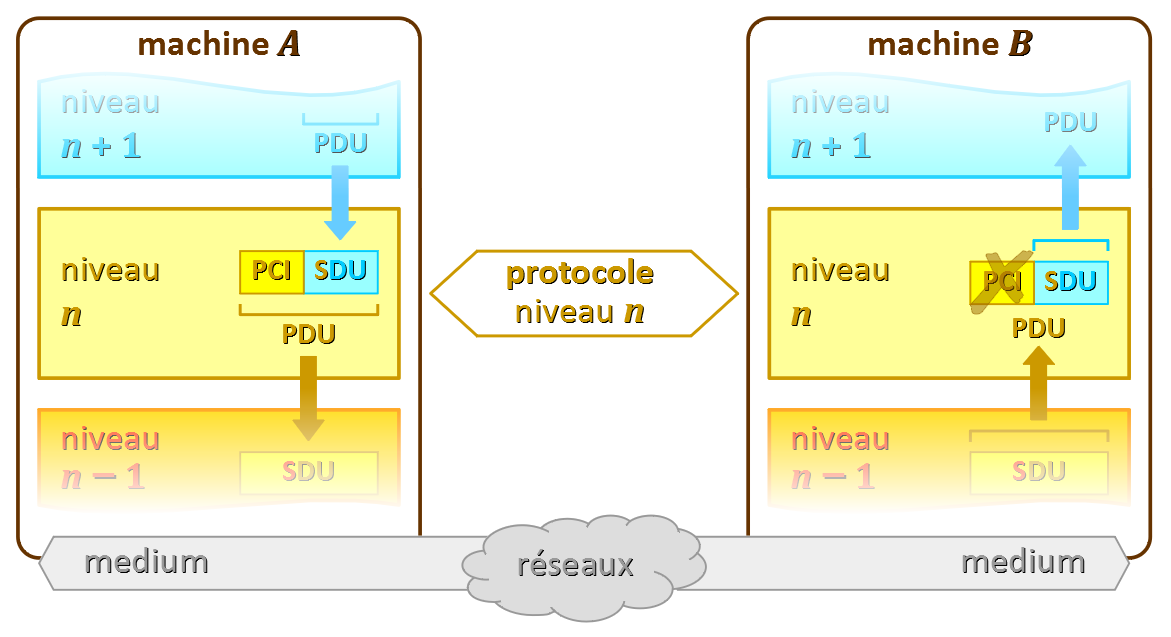 machine A
niveau
n + 1
PDU
niveau
n
PCI SDU
PDU
niveau
n − 1
SDU
protocole
niveau n
machine B
niveau
n + 1
PDU
niveau
n
PCI SDU
PDU
niveau
n − 1
SDU
medium
réseaux
medium